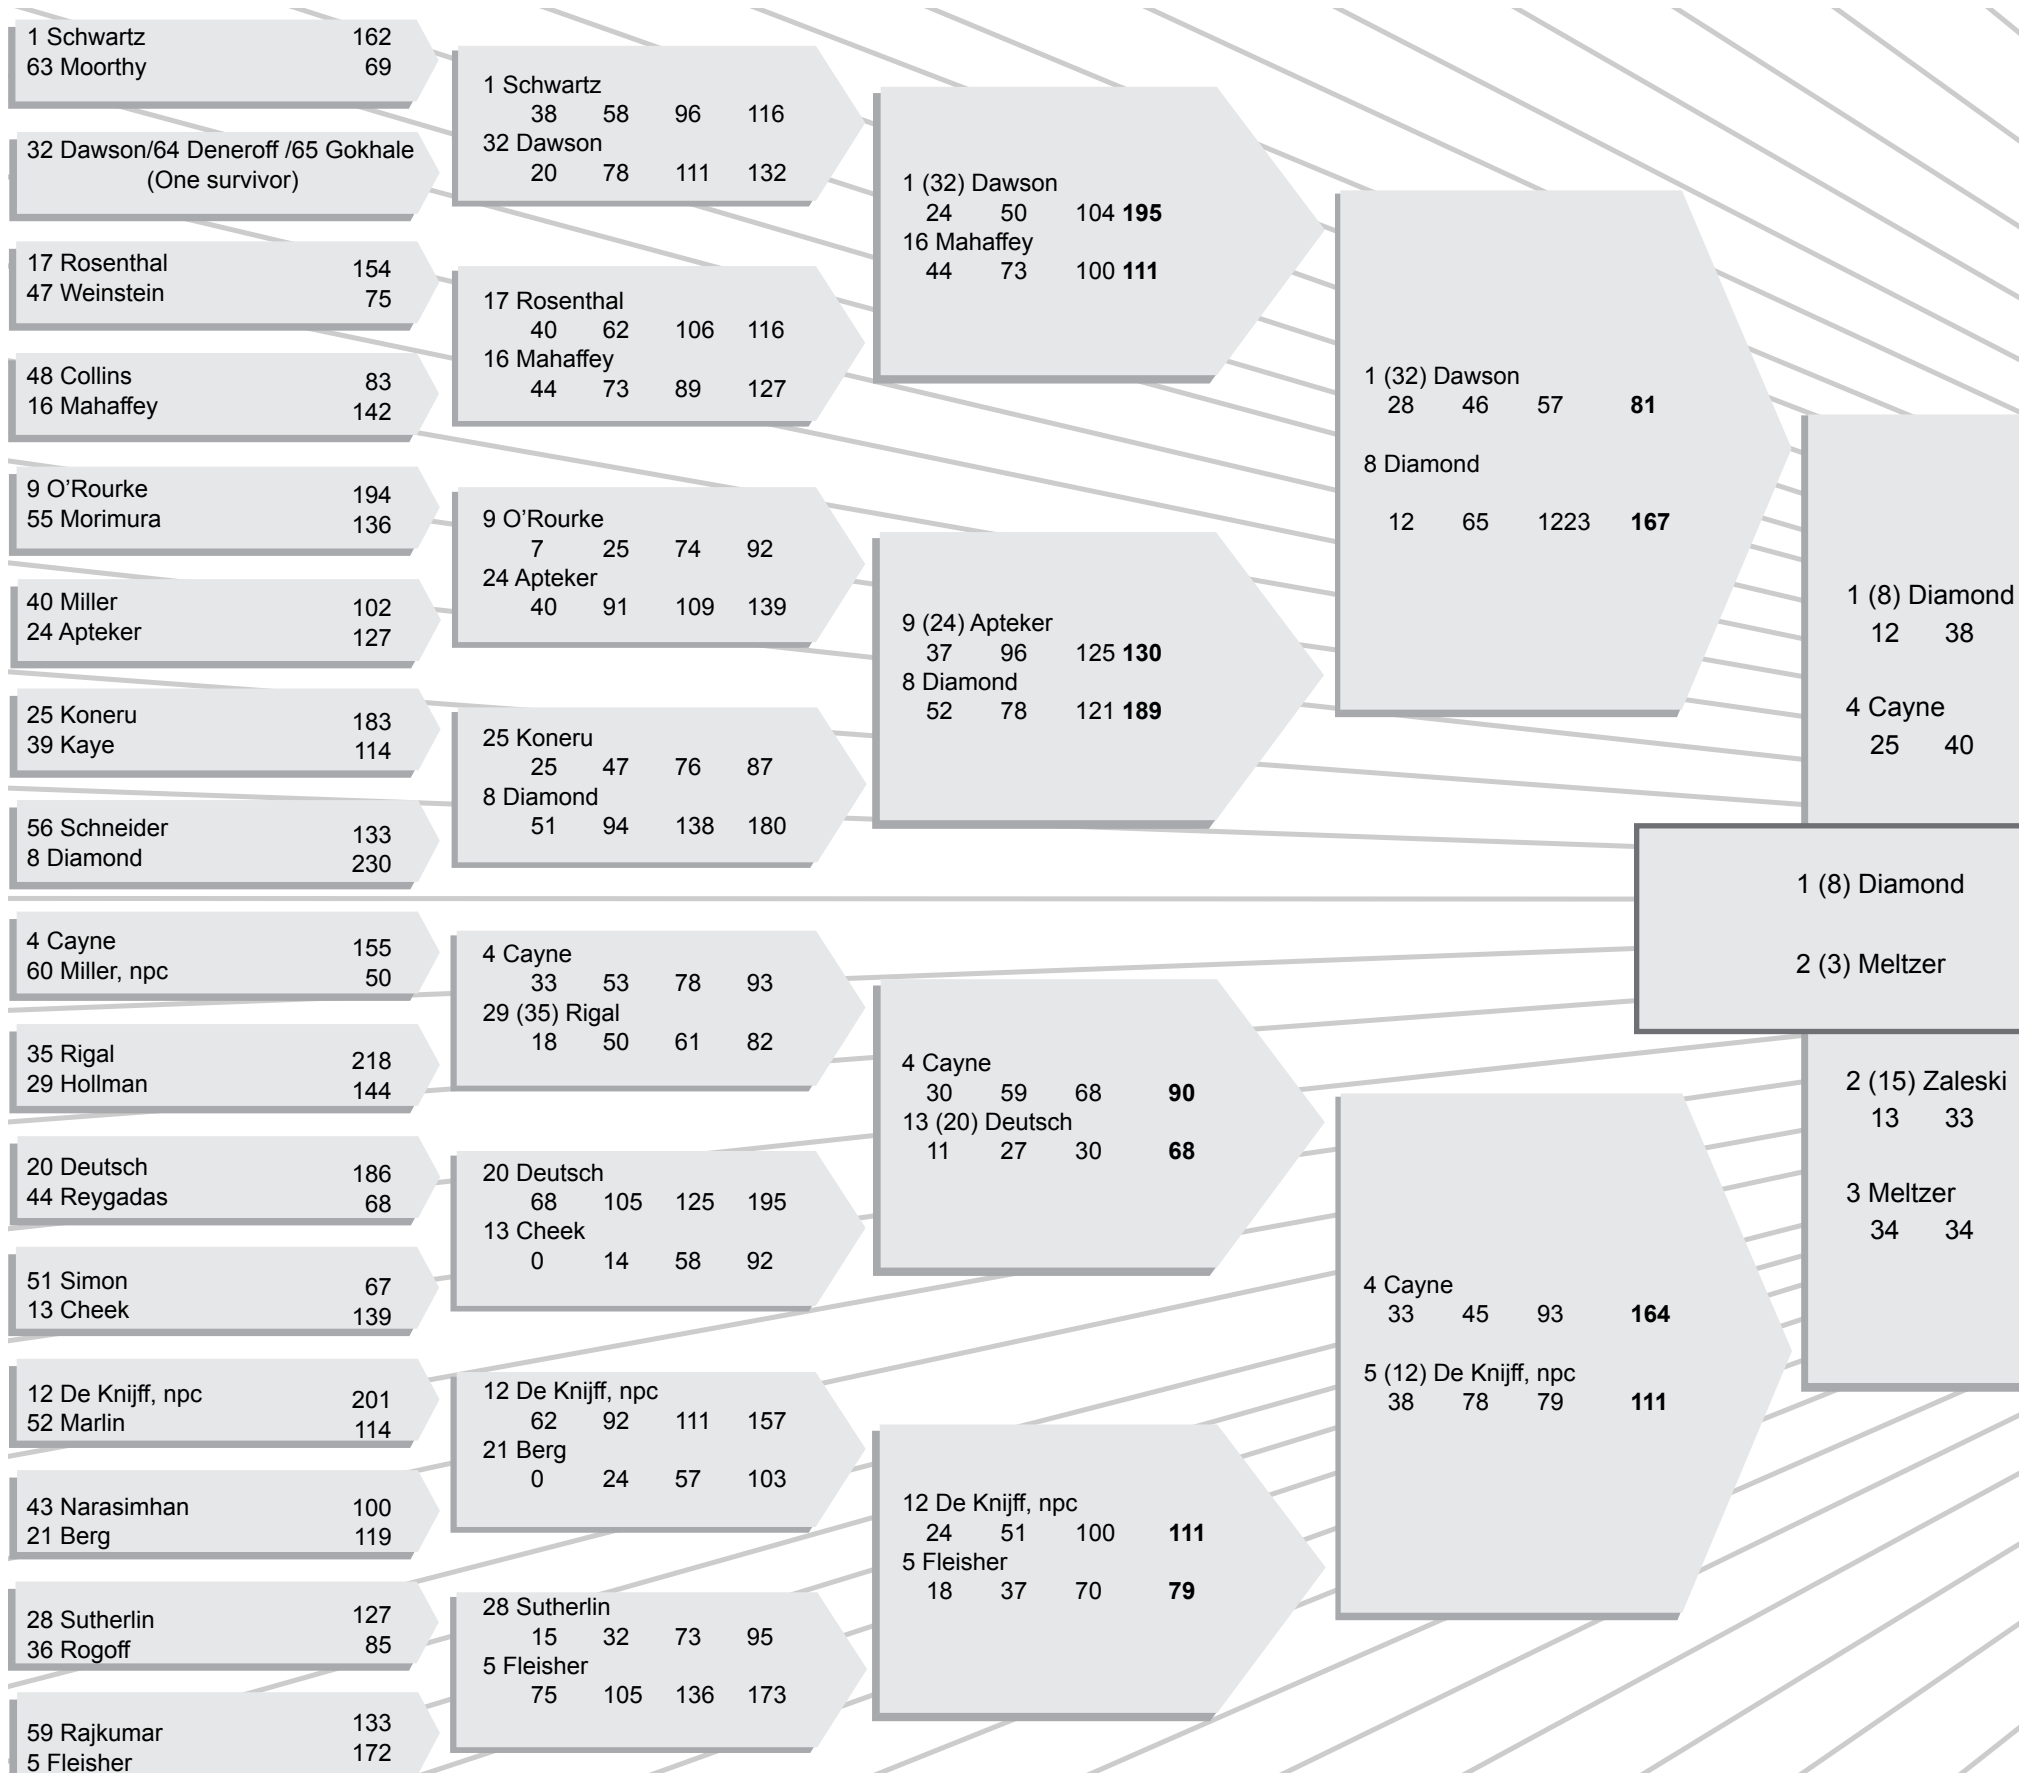 1 Schwartz 162
63 Moorthy 69
32 Dawson/64 Deneroff /65 Gokhale
(One survivor)
17 Rosenthal 154
47 Weinstein 75
48 Collins 83
16 Mahaffey 142
9 O'Rourke 194
55 Morimura 136
40 Miller 102
24 Apteker 127
25 Koneru 183
39 Kaye 114
56 Schneider 133
8 Diamond 230
4 Cayne 155
60 Miller, npc 50
35 Rigal 218
29 Hollman 144
20 Deutsch 186
44 Reygadas 68
51 Simon 67
13 Cheek 139
12 De Knijff, npc 201
52 Marlin 114
43 Narasimhan 100
21 Berg 119
28 Sutherlin 127
36 Rogoff 85
59 Rajkumar 133
5 Fleisher 172
1 Schwartz
38 58 96 116
32 Dawson
20 78 111 132
17 Rosenthal
40 62 106 116
16 Mahaffey
44 73 89 127
9 O'Rourke
7 25 74 92
24 Apteker
40 91 109 139
25 Koneru
25 47 76 87
8 Diamond
51 94 138 180
4 Cayne
33 53 78 93
29 (35) Rigal
18 50 61 82
20 Deutsch
68 105 125 195
13 Cheek
0 14 58 92
12 De Knijff, npc
62 92 111 157
21 Berg
0 24 57 103
28 Sutherlin
15 32 73 95
5 Fleisher
75 105 136 173
1 (32) Dawson
24 50 104 195
16 Mahaffey
44 73 100 111
9 (24) Apteker
37 96 125 130
8 Diamond
52 78 121 189
4 Cayne
30 59 68 90
13 (20) Deutsch
11 27 30 68
12 De Knijff, npc
24 51 100 111
5 Fleisher
18 37 70 79
1 (32) Dawson
28 46 57 81
8 Diamond
12 65 1223 167
4 Cayne
33 45 93 164
5 (12) De Knijff, npc
38 78 79 111
1 (8) Diamond
12 38
4 Cayne
25 40
1 (8) Diamond
2 (3) Meltzer
2 (15) Zaleski
13 33
3 Meltzer
34 34